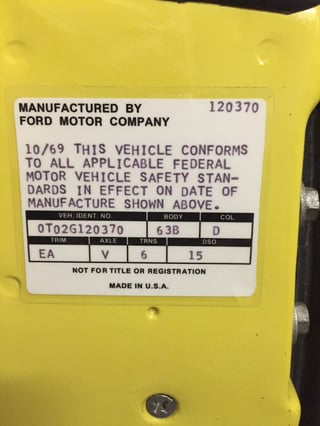 MANUFACTURED BY 120370
FORD MOTOR COMPANY
10/69 THIS VEHICLE CONFORMS
TO ALL APPLICABLE FEDERAL
MOTOR VEHICLE SAFETY STAN-
DARDS IN EFFECT ON DATE OF
MANUFACTURE SHOWN ABOVE.
VEH. IDENT. NO. BODY COL
0T02G120370 63B D
TRIM AXLE TRNS DSO
EA V 6 15
NOT FOR TITLE OR REGISTRATION
MADE IN U.S.A.